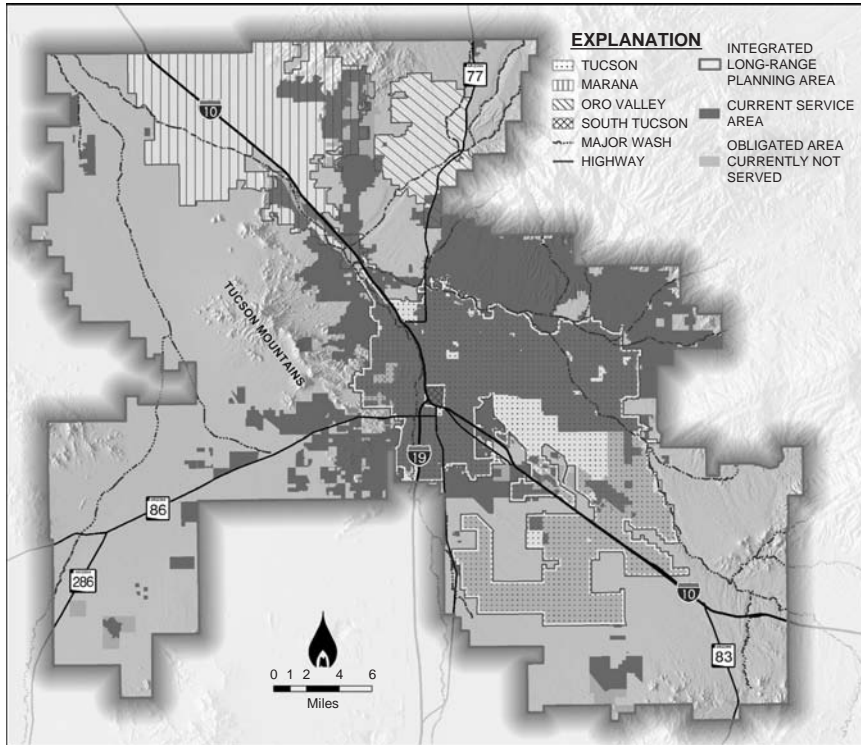 EXPLANATION
TUCSON
MARANA
ORO VALLEY
SOUTH TUCSON
MAJOR WASH
HIGHWAY
INTEGRATED
LONG-RANGE
PLANNING AREA
CURRENT SERVICE
AREA
OBLIGATED AREA
CURRENTLY NOT
SERVED
77
10
TUCSON MOUNTAINS
19
86
286
10
83
0 1 2 4 6
Miles